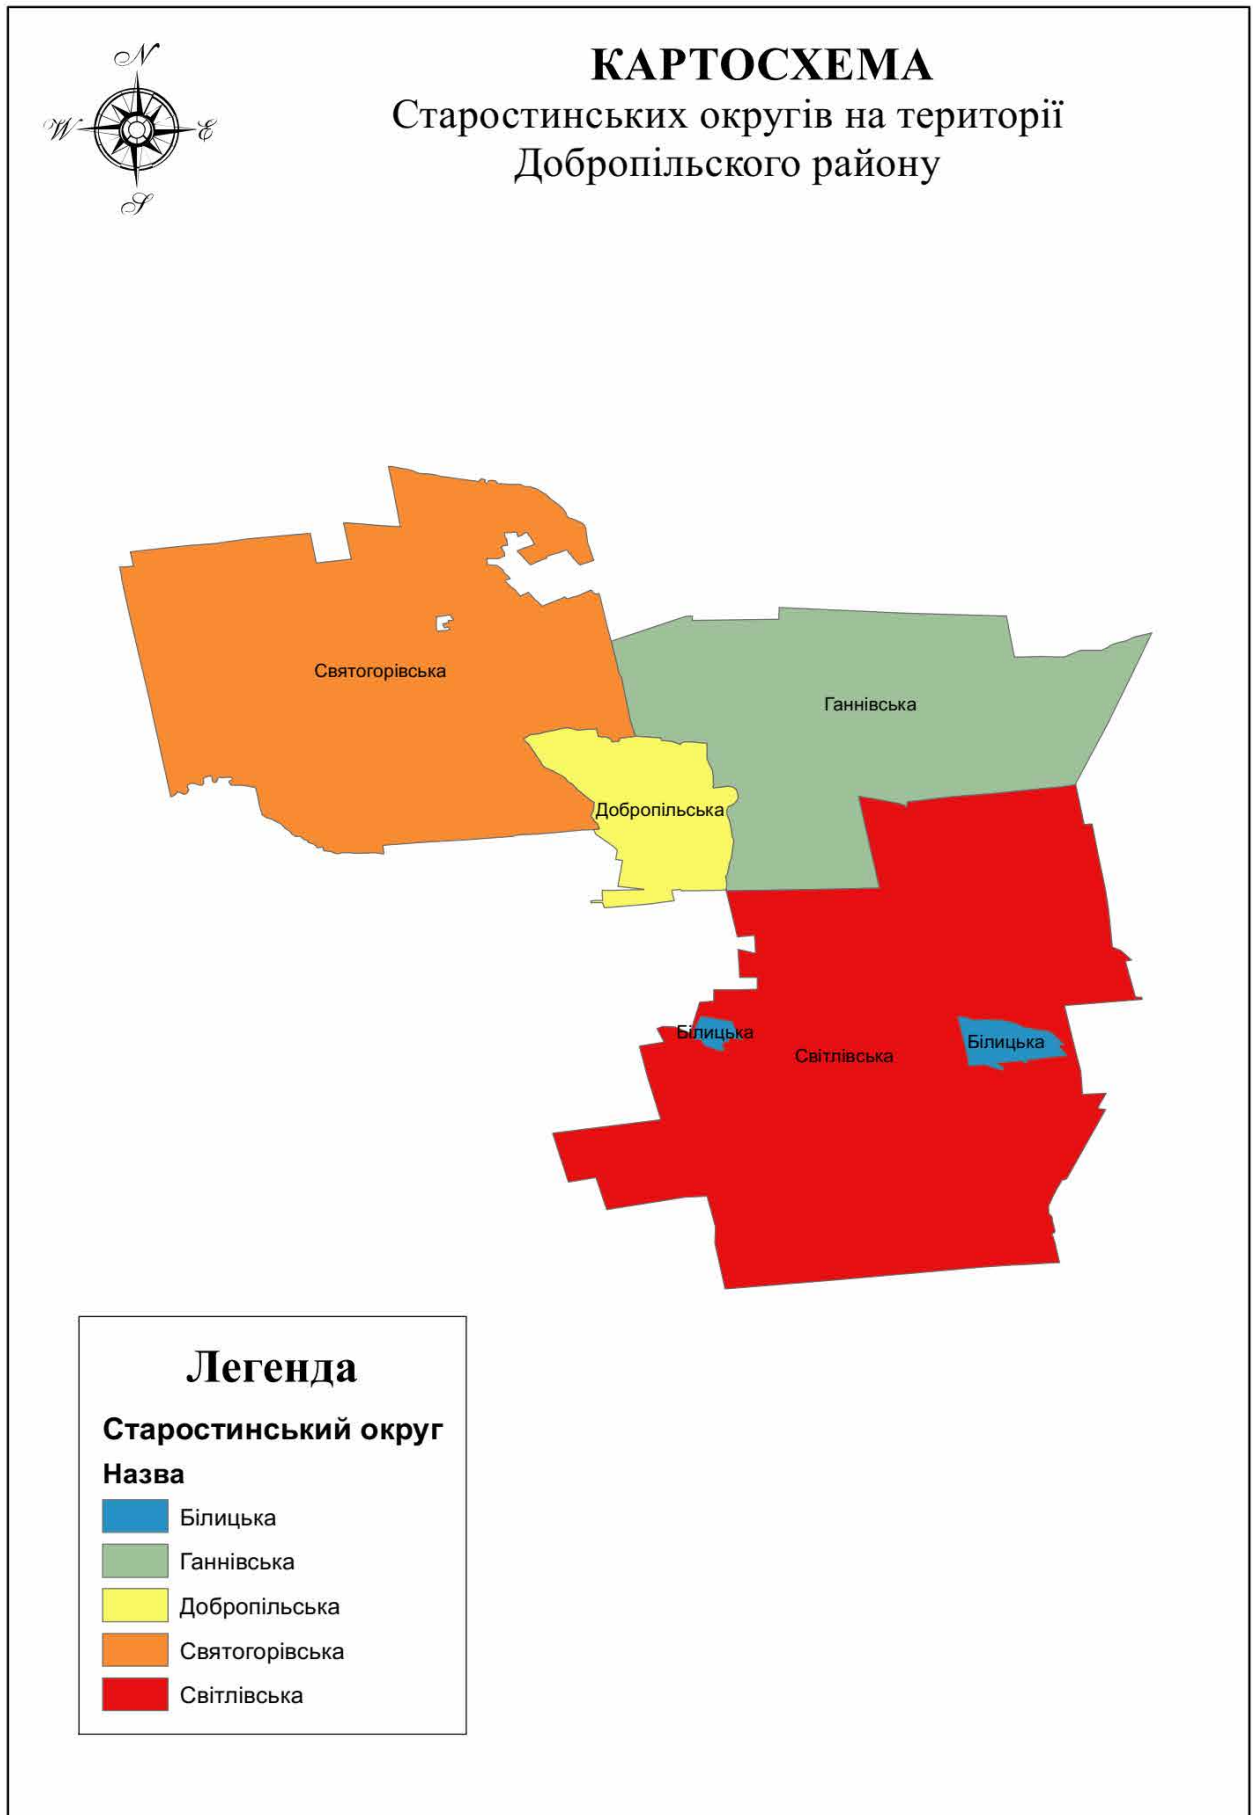 N
W E
S
КАРТОСХЕМА
Старостинських округів на території
Добропільского району
Святогорівська
Ганнівська
Добропільська
Білицька
Білицька
Світлівська
Легенда
Старостинський округ
Назва
Білицька
Ганнівська
Добропільська
Святогорівська
Світлівська